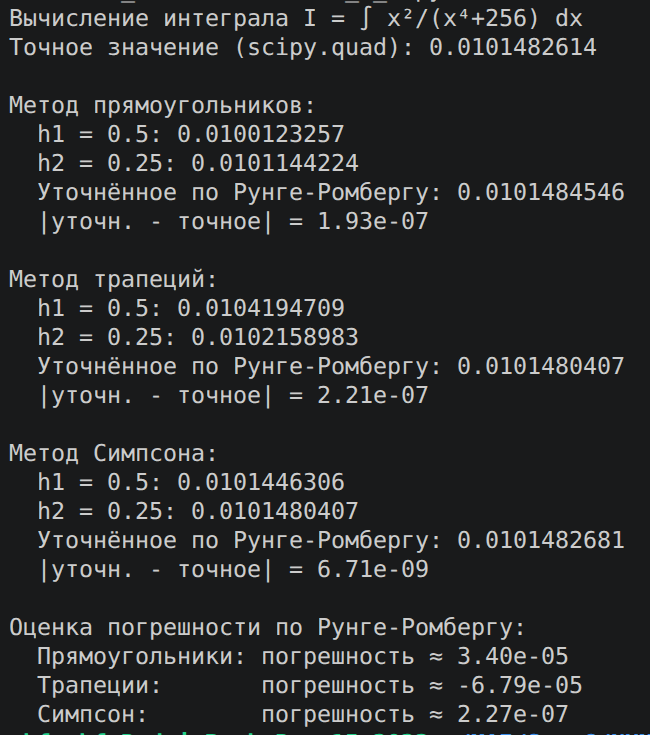 Вычисление интеграла I = ∫ x²/(x⁴+256) dx
Точное значение (scipy.quad): 0.0101482614
Метод прямоугольников:
h1 = 0.5: 0.0100123257
h2 = 0.25: 0.0101144224
Уточнённое по Рунге-Ромбергу: 0.0101484546
|уточн. - точное| = 1.93e-07
Метод трапеций:
h1 = 0.5: 0.0104194709
h2 = 0.25: 0.0102158983
Уточнённое по Рунге-Ромбергу: 0.0101480407
|уточн. - точное| = 2.21e-07
Метод Симпсона:
h1 = 0.5: 0.0101446306
h2 = 0.25: 0.0101480407
Уточнённое по Рунге-Ромбергу: 0.0101482681
|уточн. - точное| = 6.71e-09
Оценка погрешности по Рунге-Ромбергу:
Прямоугольники: погрешность ≈ 3.40e-05
Трапеции: погрешность ≈ -6.79e-05
Симпсон: погрешность ≈ 2.27e-07